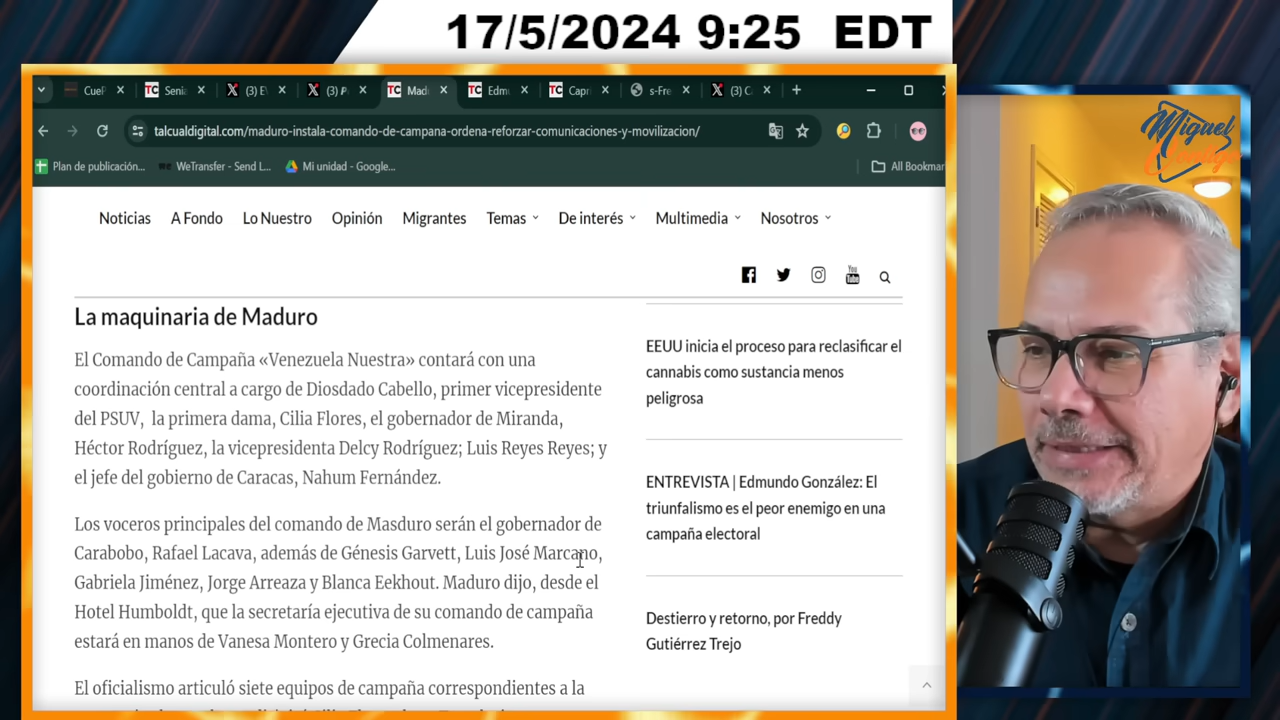 17/5/2024 9:25 EDT
CueP
Senia
(3) E
(3) P
Mad
Edmu
Capri
s-Fre
(3) C
talcualdigital.com/maduro-instala-comando-de-campana-ordena-reforzar-comunicaciones-y-movilizacion/
Plan de publicación...
WeTransfer - Send L...
Mi unidad - Google...
All Bookmar
Miguel
Noticias
A Fondo
Lo Nuestro
Opinión
Migrantes
Temas
De interés
Multimedia
Nosotros
La maquinaria de Maduro
El Comando de Campaña «Venezuela Nuestra» contará con una
coordinación central a cargo de Diosdado Cabello, primer vicepresidente
del PSUV, la primera dama, Cilia Flores, el gobernador de Miranda,
Héctor Rodríguez, la vicepresidenta Delcy Rodríguez; Luis Reyes Reyes; y
el jefe del gobierno de Caracas, Nahum Fernández.
Los voceros principales del comando de Masduro serán el gobernador de
Carabobo, Rafael Lacava, además de Génesis Garvett, Luis José Marcano,
Gabriela Jiménez, Jorge Arreaza y Blanca Eekhout. Maduro dijo, desde el
Hotel Humboldt, que la secretaría ejecutiva de su comando de campaña
estará en manos de Vanesa Montero y Grecia Colmenares.
El oficialismo articuló siete equipos de campaña correspondientes a la
EEUU inicia el proceso para reclasificar el
cannabis como sustancia menos
peligrosa
ENTREVISTA | Edmundo González: El
triunfalismo es el peor enemigo en una
campaña electoral
Destierro y retorno, por Freddy
Gutiérrez Trejo